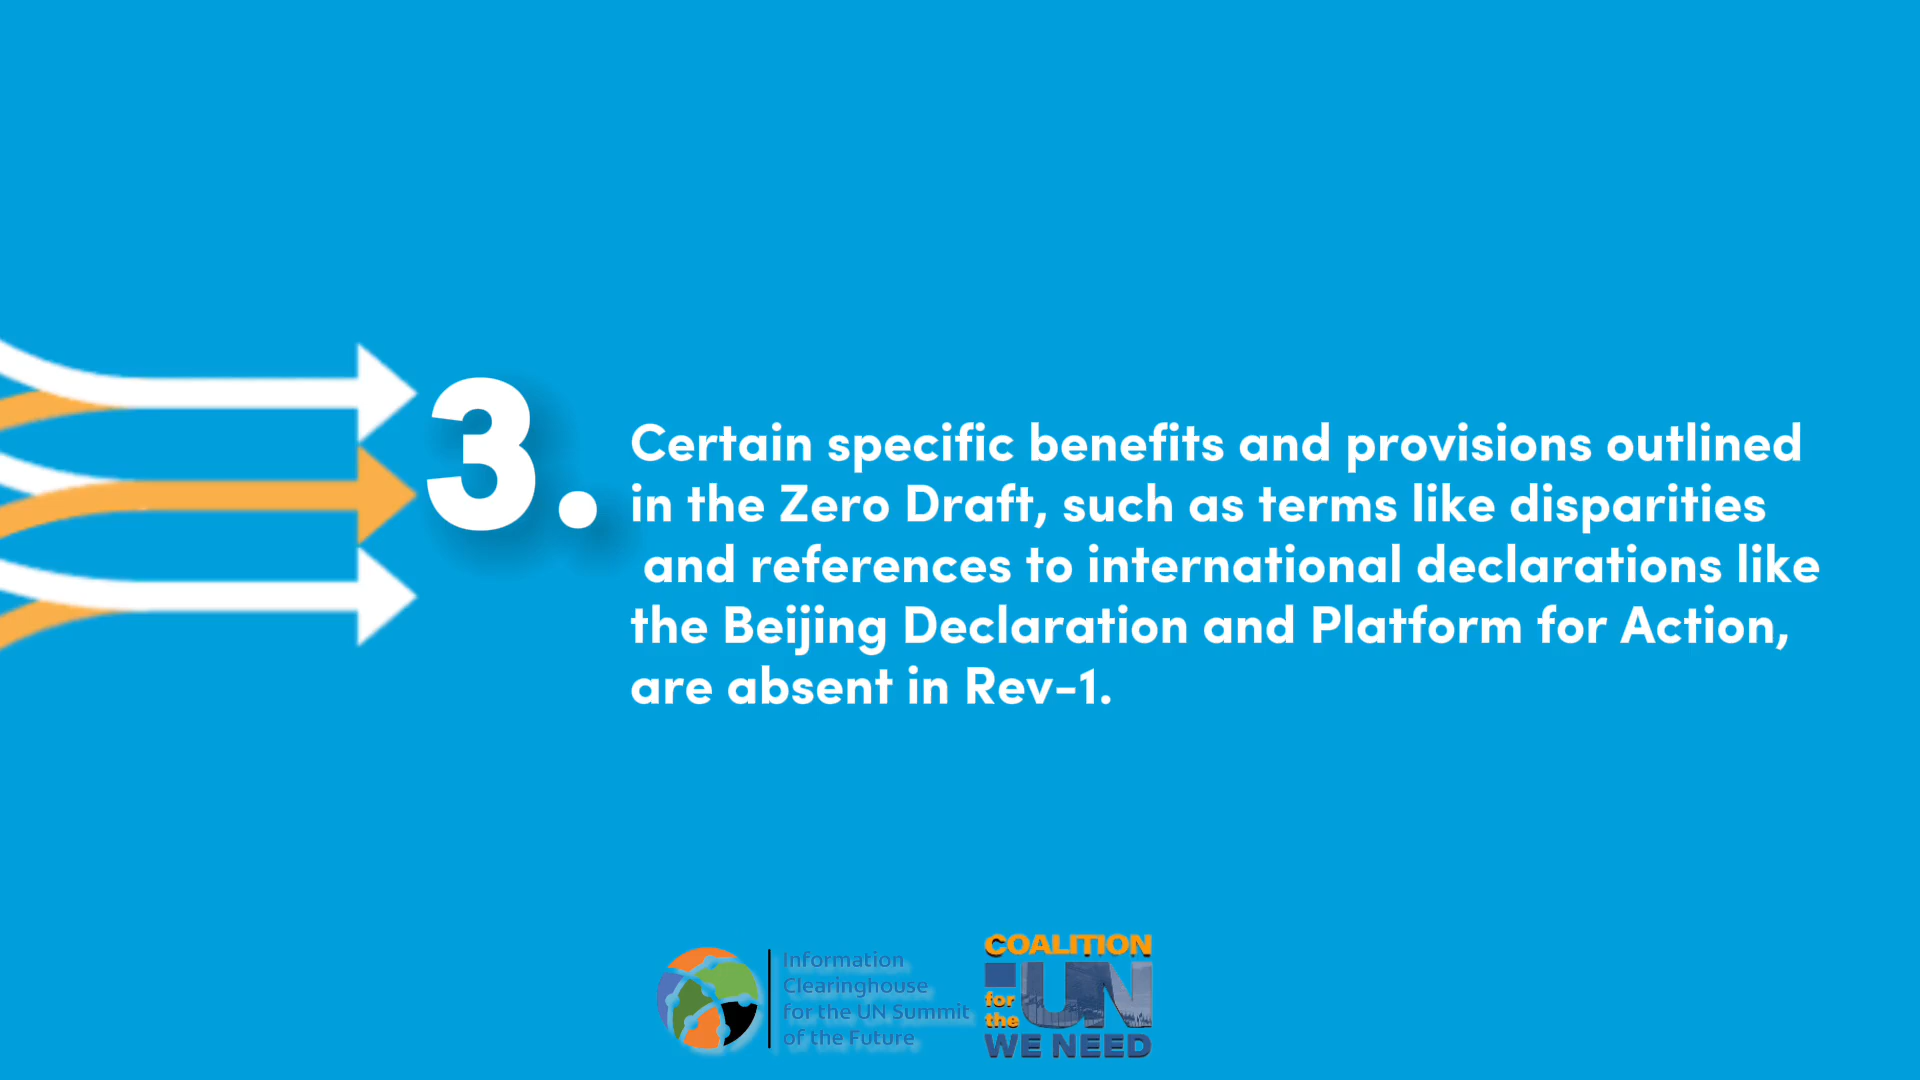 3.
Certain specific benefits and provisions outlined
in the Zero Draft, such as terms like disparities
and references to international declarations like
the Beijing Declaration and Platform for Action,
are absent in Rev-1.
Information
Clearinghouse
for the UN Summit
of the Future
COALITION
for
the
UN
WE NEED